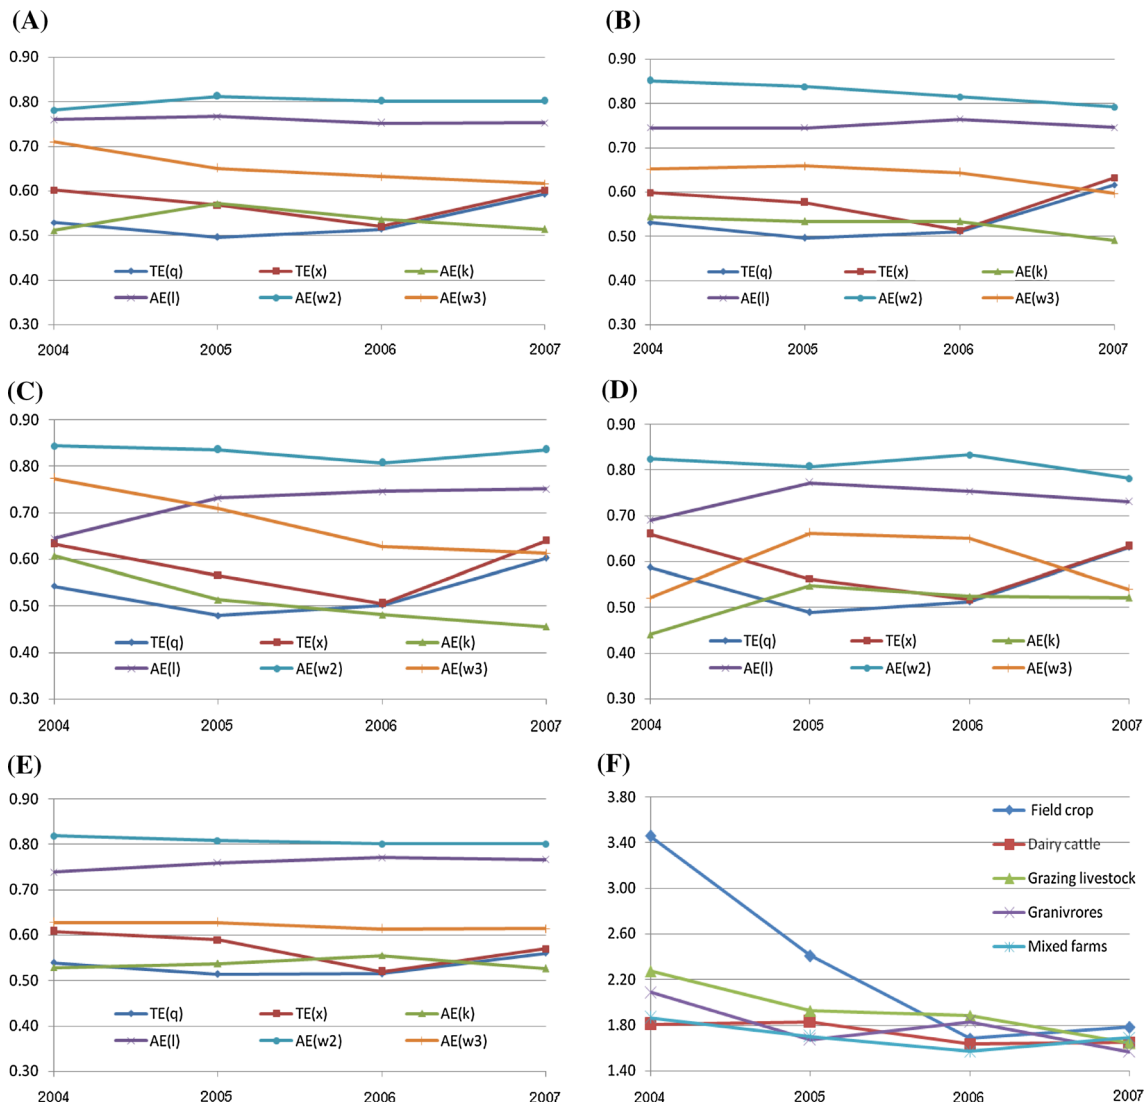 (A) (B)
0.90
0.80
0.70
0.60
0.50
0.40
0.30
TE(q) TE(x) AE(k)
AE(l) AE(w2) AE(w3)
2004 2005 2006 2007
0.90
0.80
0.70
0.60
0.50
0.40
0.30
TE(q) TE(x) AE(k)
AE(l) AE(w2) AE(w3)
2004 2005 2006 2007
(C) (D)
0.90
0.80
0.70
0.60
0.50
0.40
0.30
TE(q) TE(x) AE(k)
AE(l) AE(w2) AE(w3)
2004 2005 2006 2007
0.90
0.80
0.70
0.60
0.50
0.40
0.30
TE(q) TE(x) AE(k)
AE(l) AE(w2) AE(w3)
2004 2005 2006 2007
(E) (F)
0.90
0.80
0.70
0.60
0.50
0.40
0.30
TE(q) TE(x) AE(k)
AE(l) AE(w2) AE(w3)
2004 2005 2006 2007
3.80
3.40
3.00
2.60
2.20
1.80
1.40
Field crop
Dairy cattle
Grazing livestock
Granivrores
Mixed farms
2004 2005 2006 2007